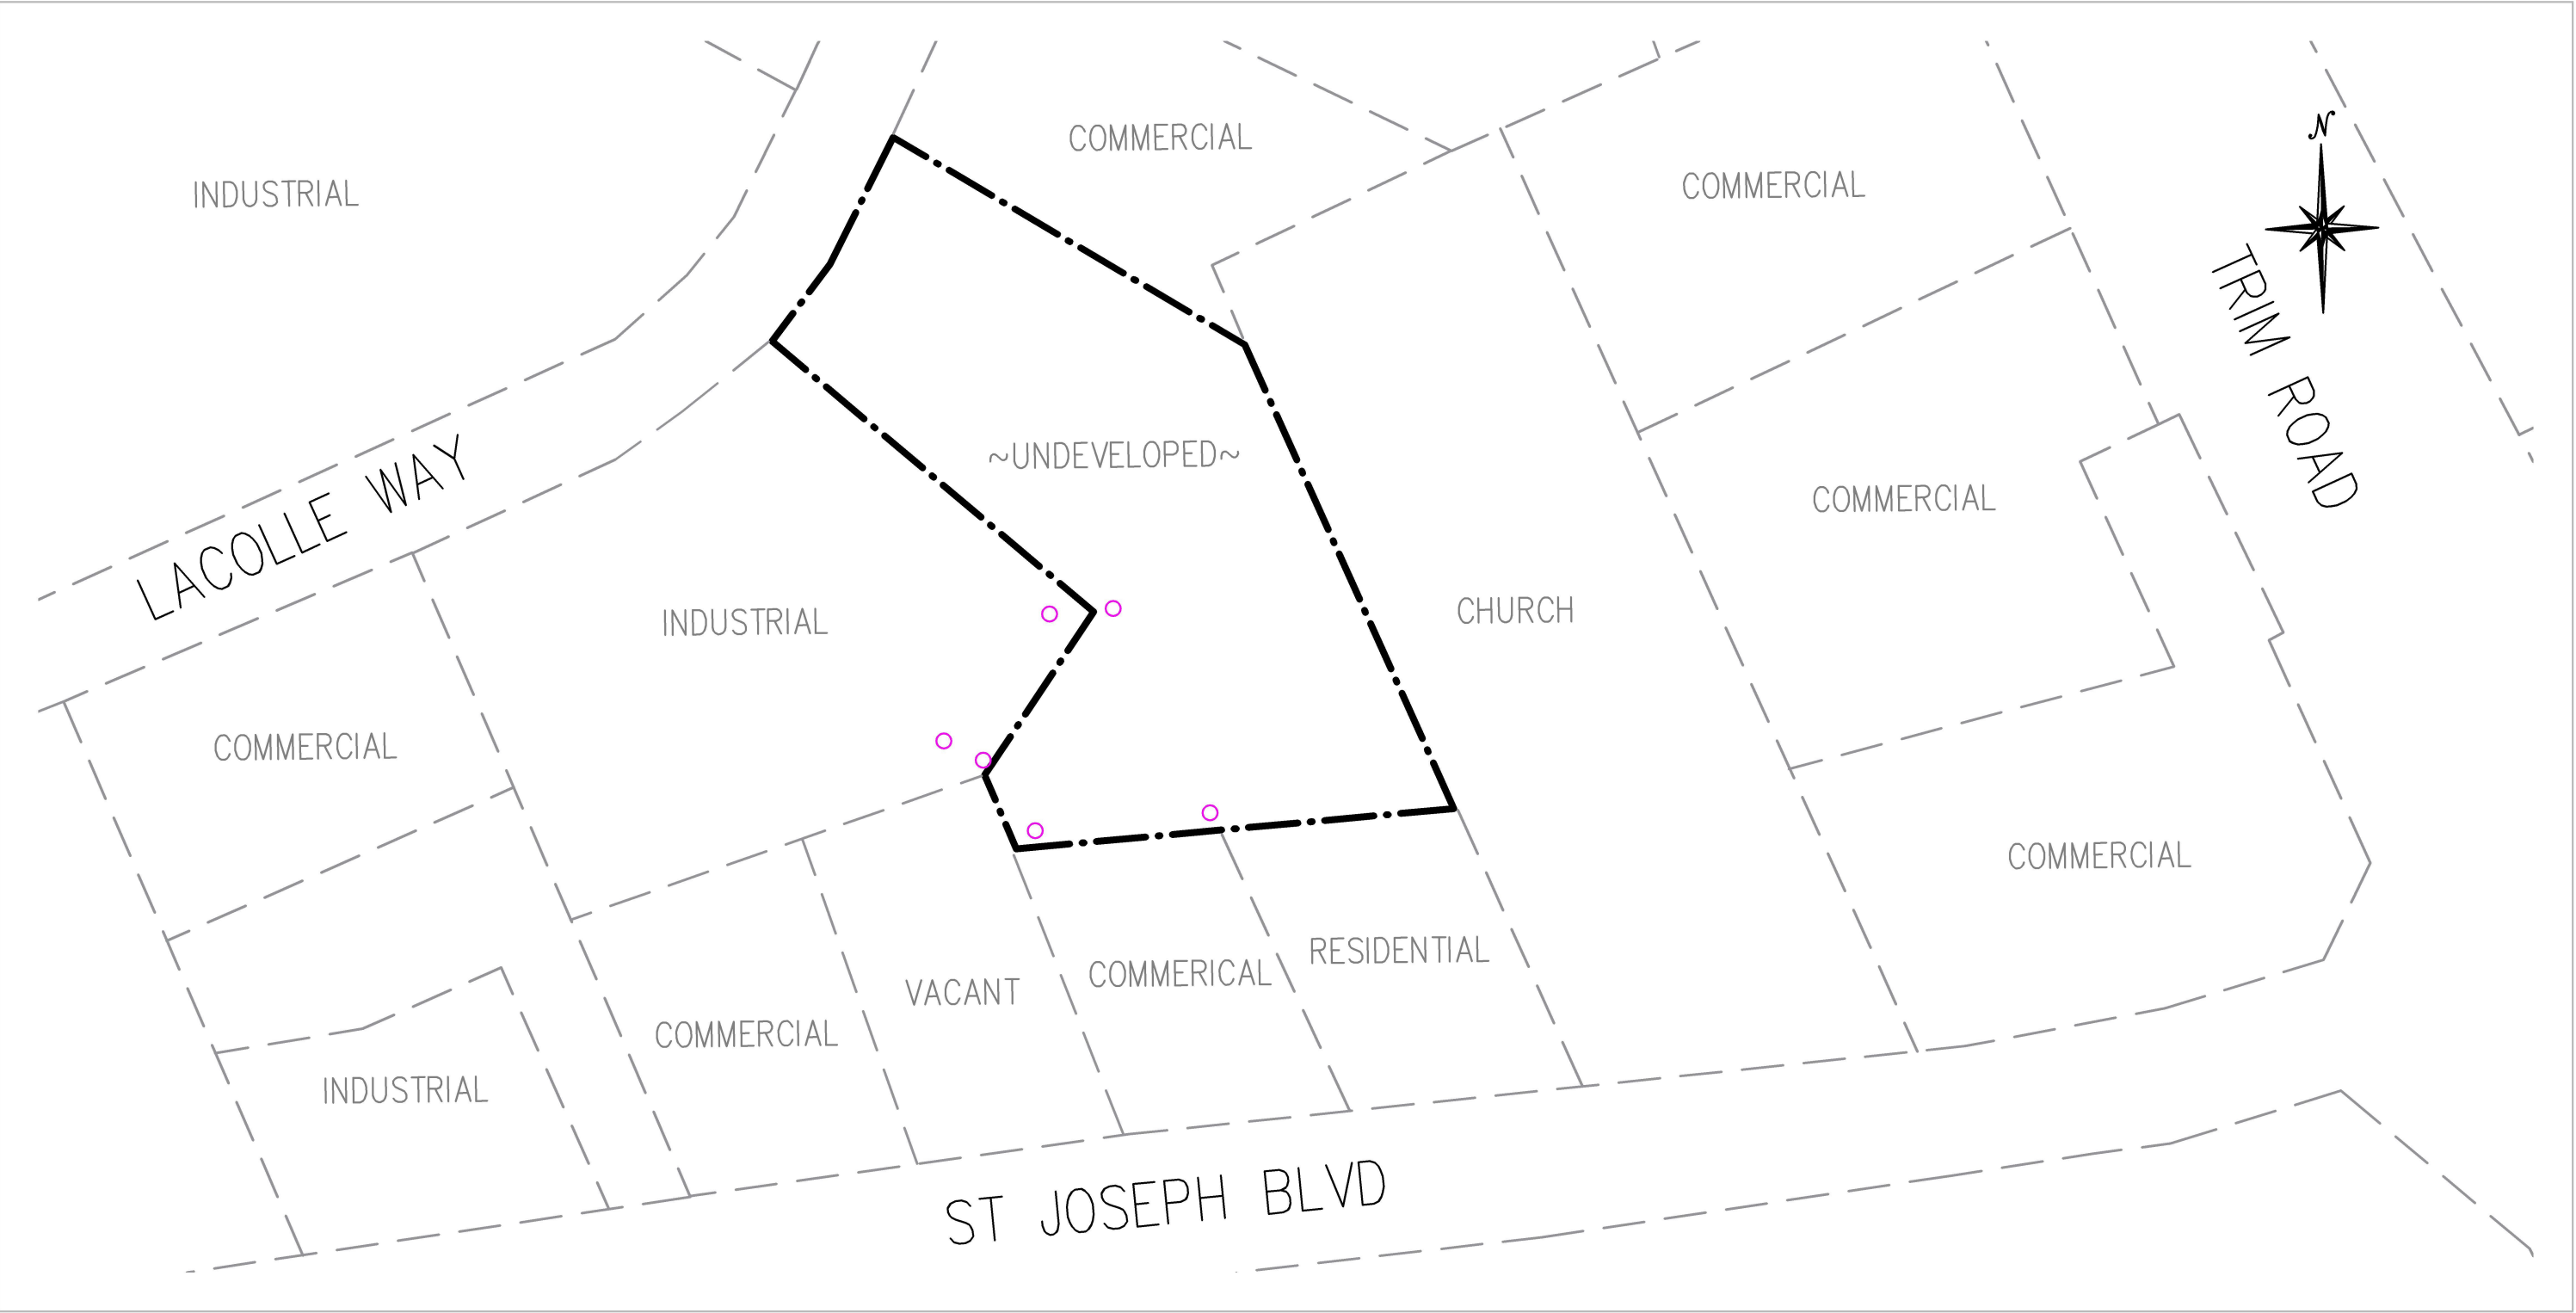 N
COMMERCIAL
COMMERCIAL
INDUSTRIAL
TRIM ROAD
~UNDEVELOPED~
COMMERCIAL
LACOLLE WAY
CHURCH
INDUSTRIAL
COMMERCIAL
COMMERCIAL
RESIDENTIAL
COMMERICAL
VACANT
COMMERCIAL
INDUSTRIAL
ST JOSEPH BLVD